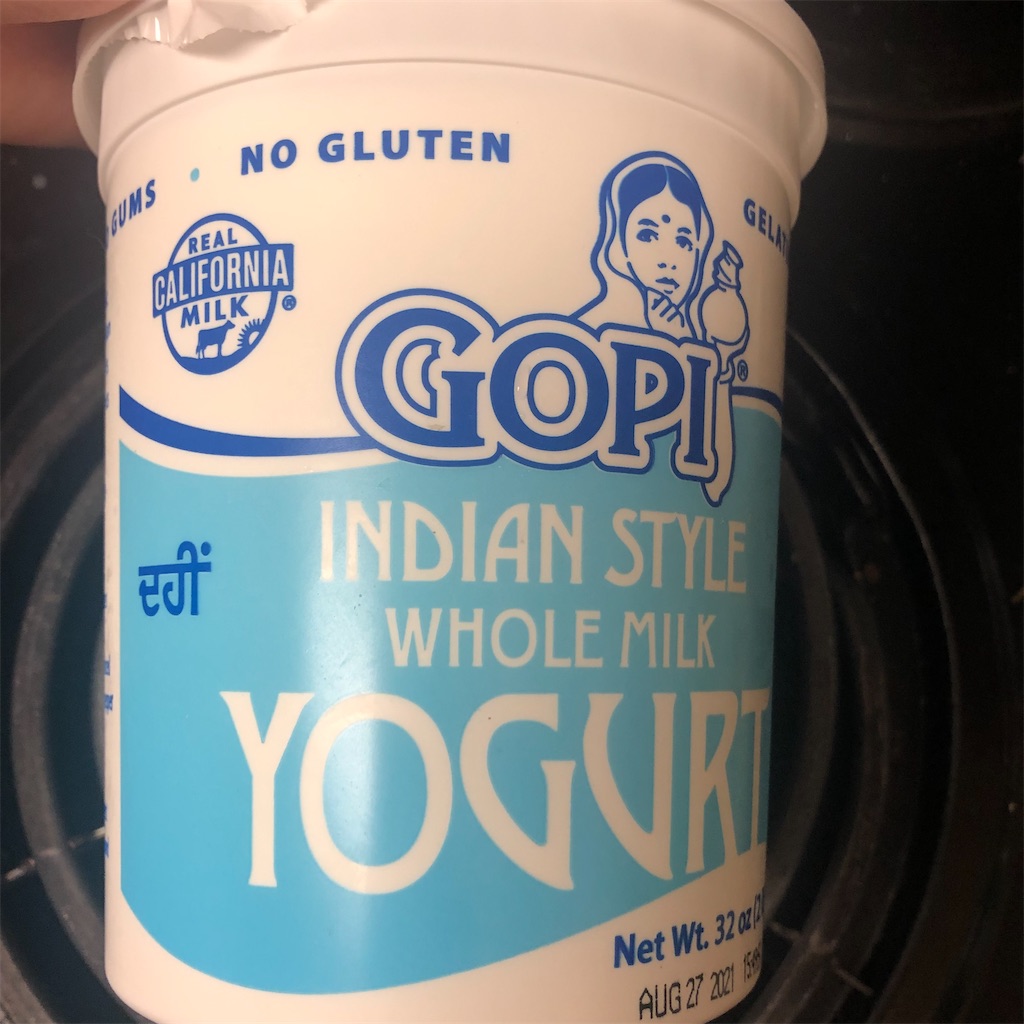 GUMS • NO GLUTEN
REAL
CALIFORNIA
MILK ®
GOPI ®
INDIAN STYLE
ਦਹੀਂ
WHOLE MILK
YOGURT
Net Wt. 32 oz
AUG 27 2021